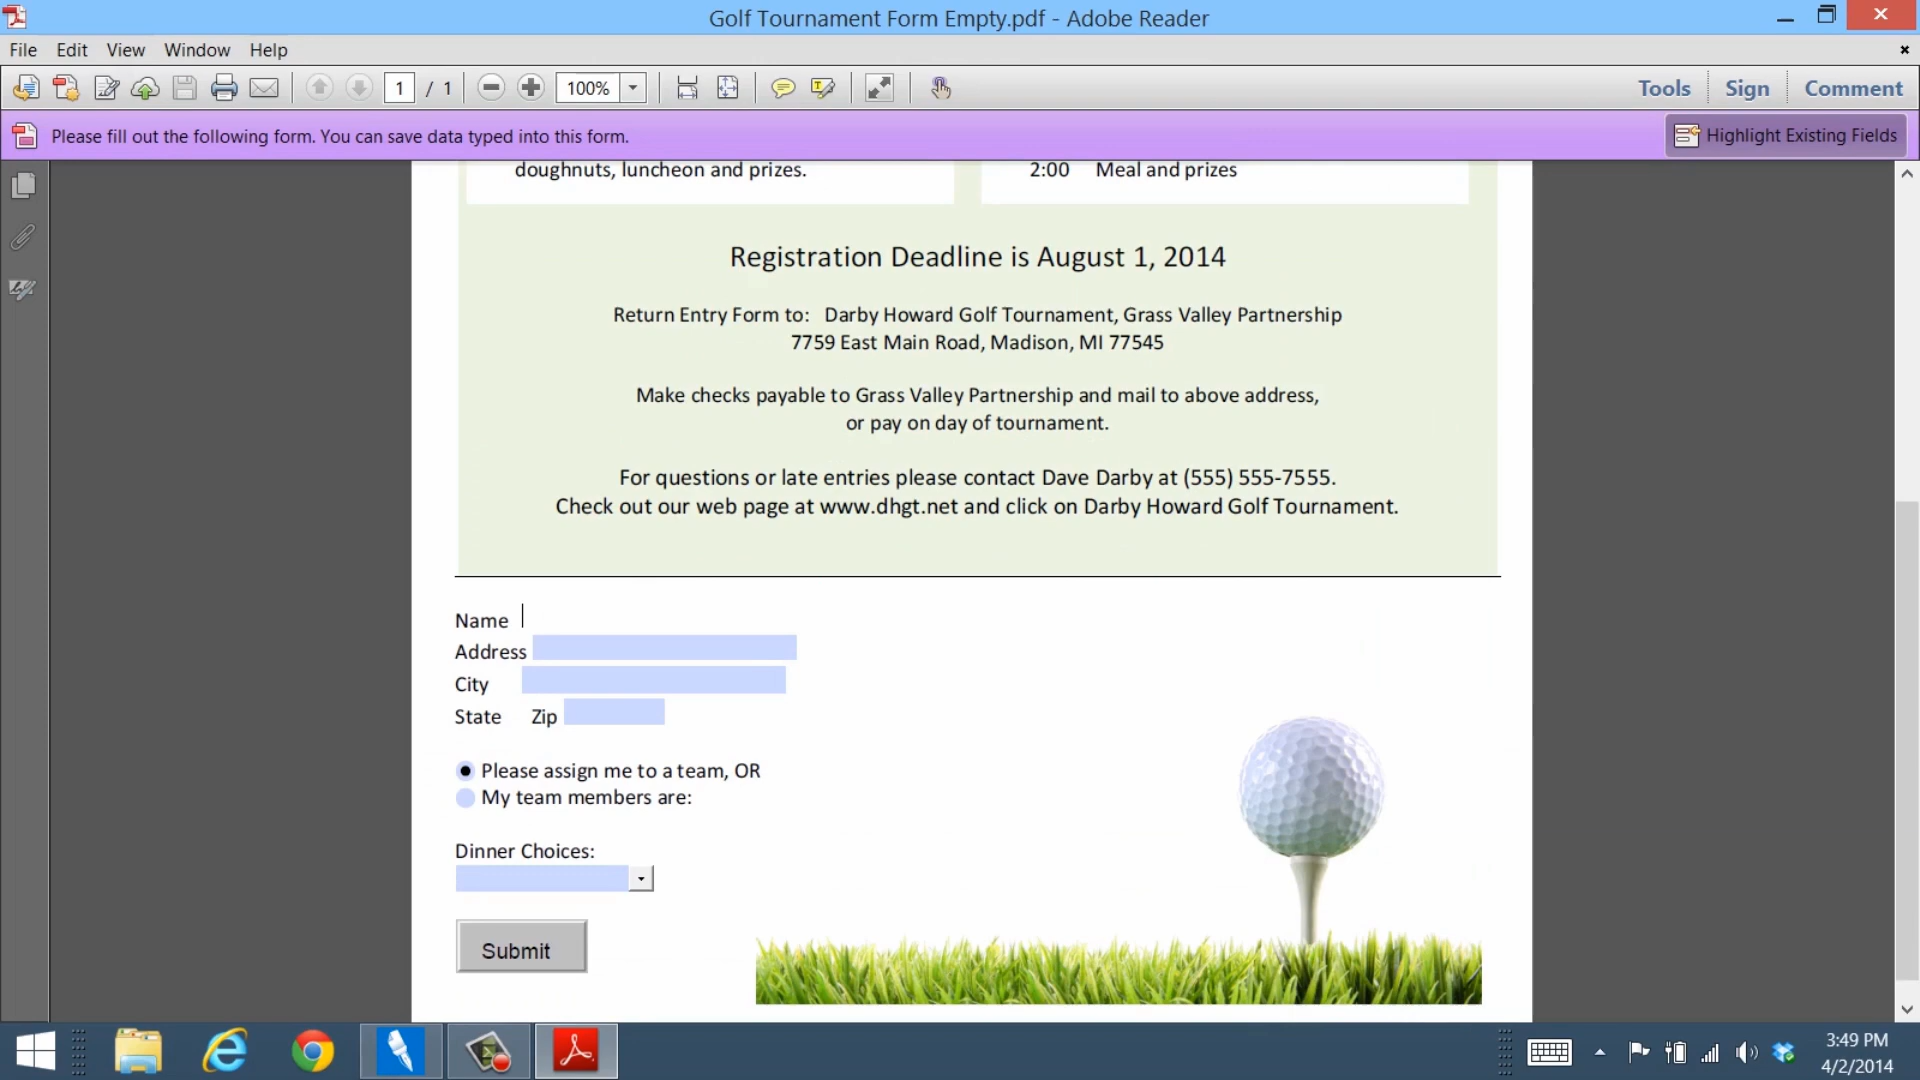 Golf Tournament Form Empty.pdf - Adobe Reader
File Edit View Window Help
1 / 1 100% Tools Sign Comment
Please fill out the following form. You can save data typed into this form. Highlight Existing Fields
doughnuts, luncheon and prizes.
2:00 Meal and prizes
Registration Deadline is August 1, 2014
Return Entry Form to: Darby Howard Golf Tournament, Grass Valley Partnership
7759 East Main Road, Madison, MI 77545
Make checks payable to Grass Valley Partnership and mail to above address,
or pay on day of tournament.
For questions or late entries please contact Dave Darby at (555) 555-7555.
Check out our web page at www.dhgt.net and click on Darby Howard Golf Tournament.
Name
Address
City
State Zip
Please assign me to a team, OR
My team members are:
Dinner Choices:
Submit
3:49 PM
4/2/2014